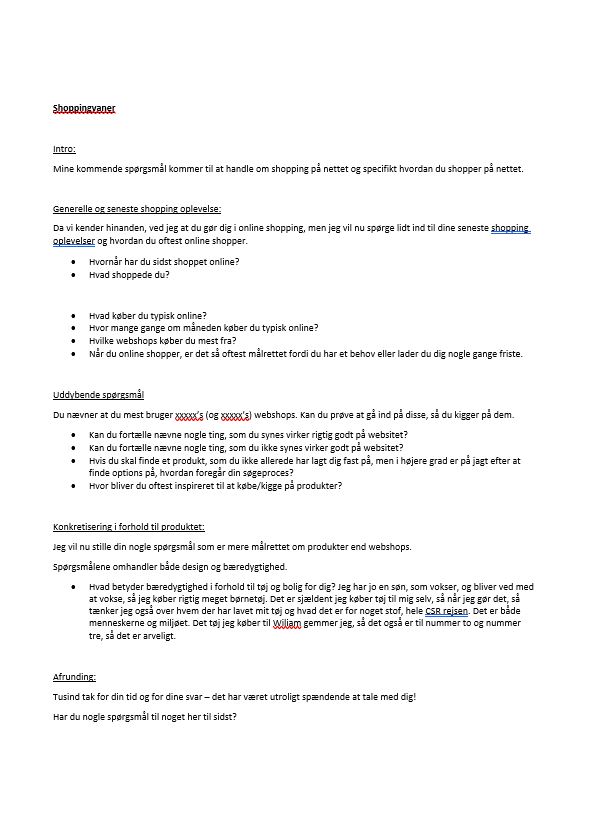 Shoppingvaner
Intro:
Mine kommende spørgsmål kommer til at handle om shopping på nettet og specifikt hvordan du shopper på nettet.
Generelle og seneste shopping oplevelse:
Da vi kender hinanden, ved jeg at du gør dig i online shopping, men jeg vil nu spørge lidt ind til dine seneste shopping
oplevelser og hvordan du oftest online shopper.
• Hvornår har du sidst shoppet online?
• Hvad shoppede du?
• Hvad køber du typisk online?
• Hvor mange gange om måneden køber du typisk online?
• Hvilke webshops køber du mest fra?
• Når du online shopper, er det så oftest målrettet fordi du har et behov eller lader du dig nogle gange friste.
Uddybende spørgsmål
Du nævner at du mest bruger xxxxx's (og xxxxx's) webshops. Kan du prøve at gå ind på disse, så du kigger på dem.
• Kan du fortælle nævne nogle ting, som du synes virker rigtig godt på websitet?
• Kan du fortælle nævne nogle ting, som du ikke synes virker godt på websitet?
• Hvis du skal finde et produkt, som du ikke allerede har lagt dig fast på, men i højere grad er på jagt efter at
finde options på, hvordan foregår din søgeproces?
• Hvor bliver du oftest inspireret til at købe/kigge på produkter?
Konkretisering i forhold til produktet:
Jeg vil nu stille din nogle spørgsmål som er mere målrettet om produkter end webshops.
Spørgsmålene omhandler både design og bæredygtighed.
• Hvad betyder bæredygtighed i forhold til tøj og bolig for dig? Jeg har jo en søn, som vokser, og bliver ved med
at vokse, så jeg køber rigtig meget børnetøj. Det er sjældent jeg køber tøj til mig selv, så når jeg gør det, så
tænker jeg også over hvem der har lavet mit tøj og hvad det er for noget stof, hele CSR rejsen. Det er både
menneskerne og miljøet. Det tøj jeg køber til Wiliam gemmer jeg, så det også er til nummer to og nummer
tre, så det er arveligt.
Afrunding:
Tusind tak for din tid og for dine svar – det har været utroligt spændende at tale med dig!
Har du nogle spørgsmål til noget her til sidst?